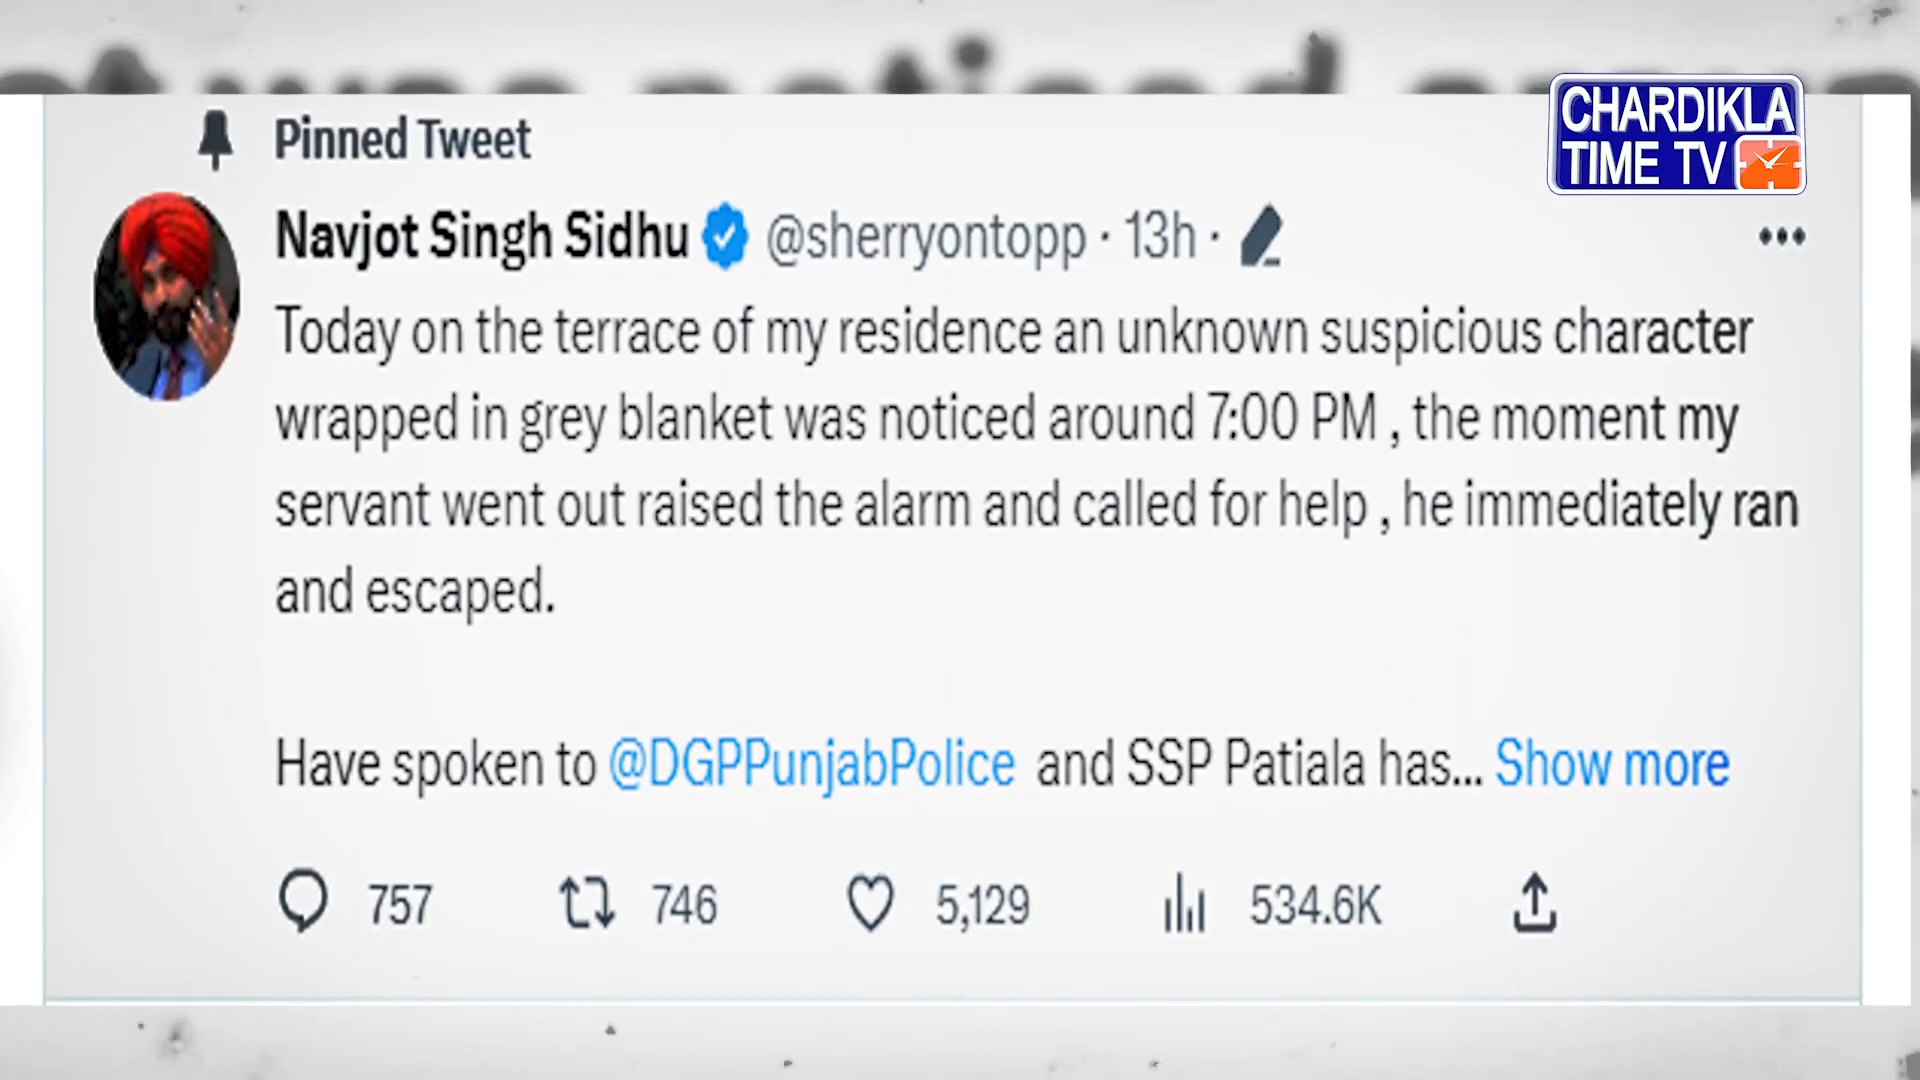 CHARDIKLA
TIME TV
Pinned Tweet
Navjot Singh Sidhu @sherryontopp · 13h ·
Today on the terrace of my residence an unknown suspicious character
wrapped in grey blanket was noticed around 7:00 PM , the moment my
servant went out raised the alarm and called for help , he immediately ran
and escaped.
Have spoken to @DGPPunjabPolice and SSP Patiala has... Show more
757 746 5,129 534.6K